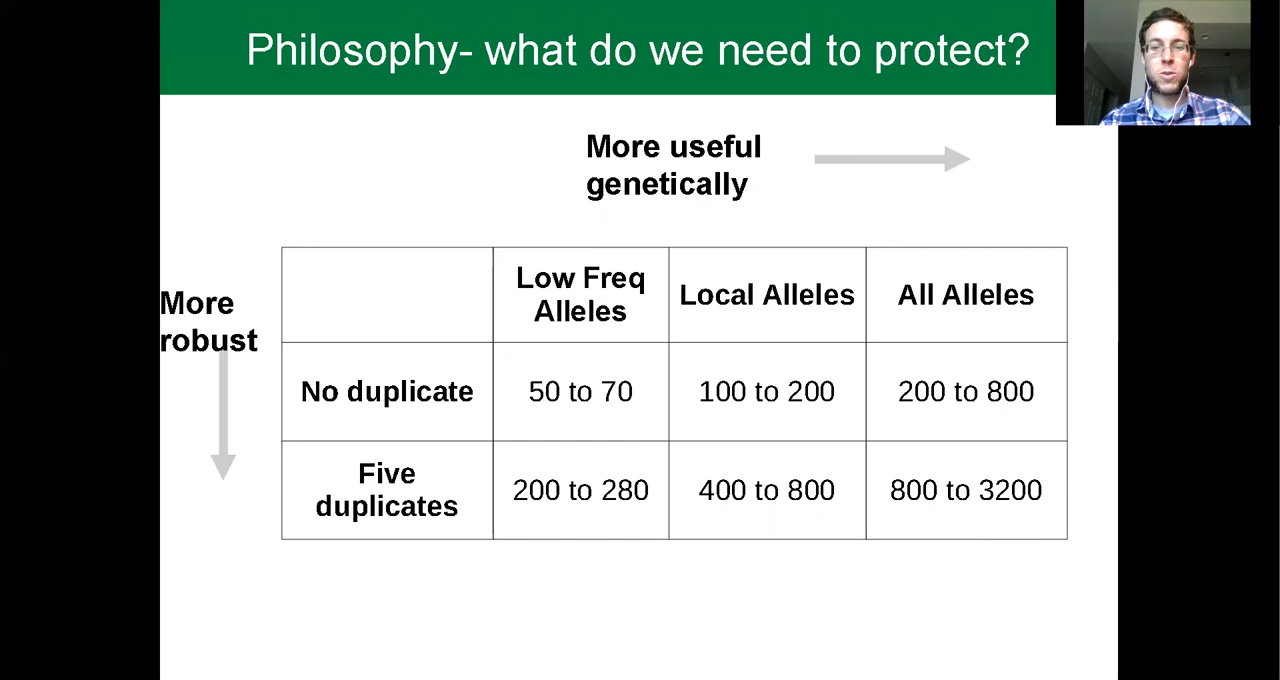 Philosophy- what do we need to protect?
More useful
genetically
More
robust
Low Freq
Alleles
Local Alleles
All Alleles
No duplicate
50 to 70
100 to 200
200 to 800
Five
duplicates
200 to 280
400 to 800
800 to 3200